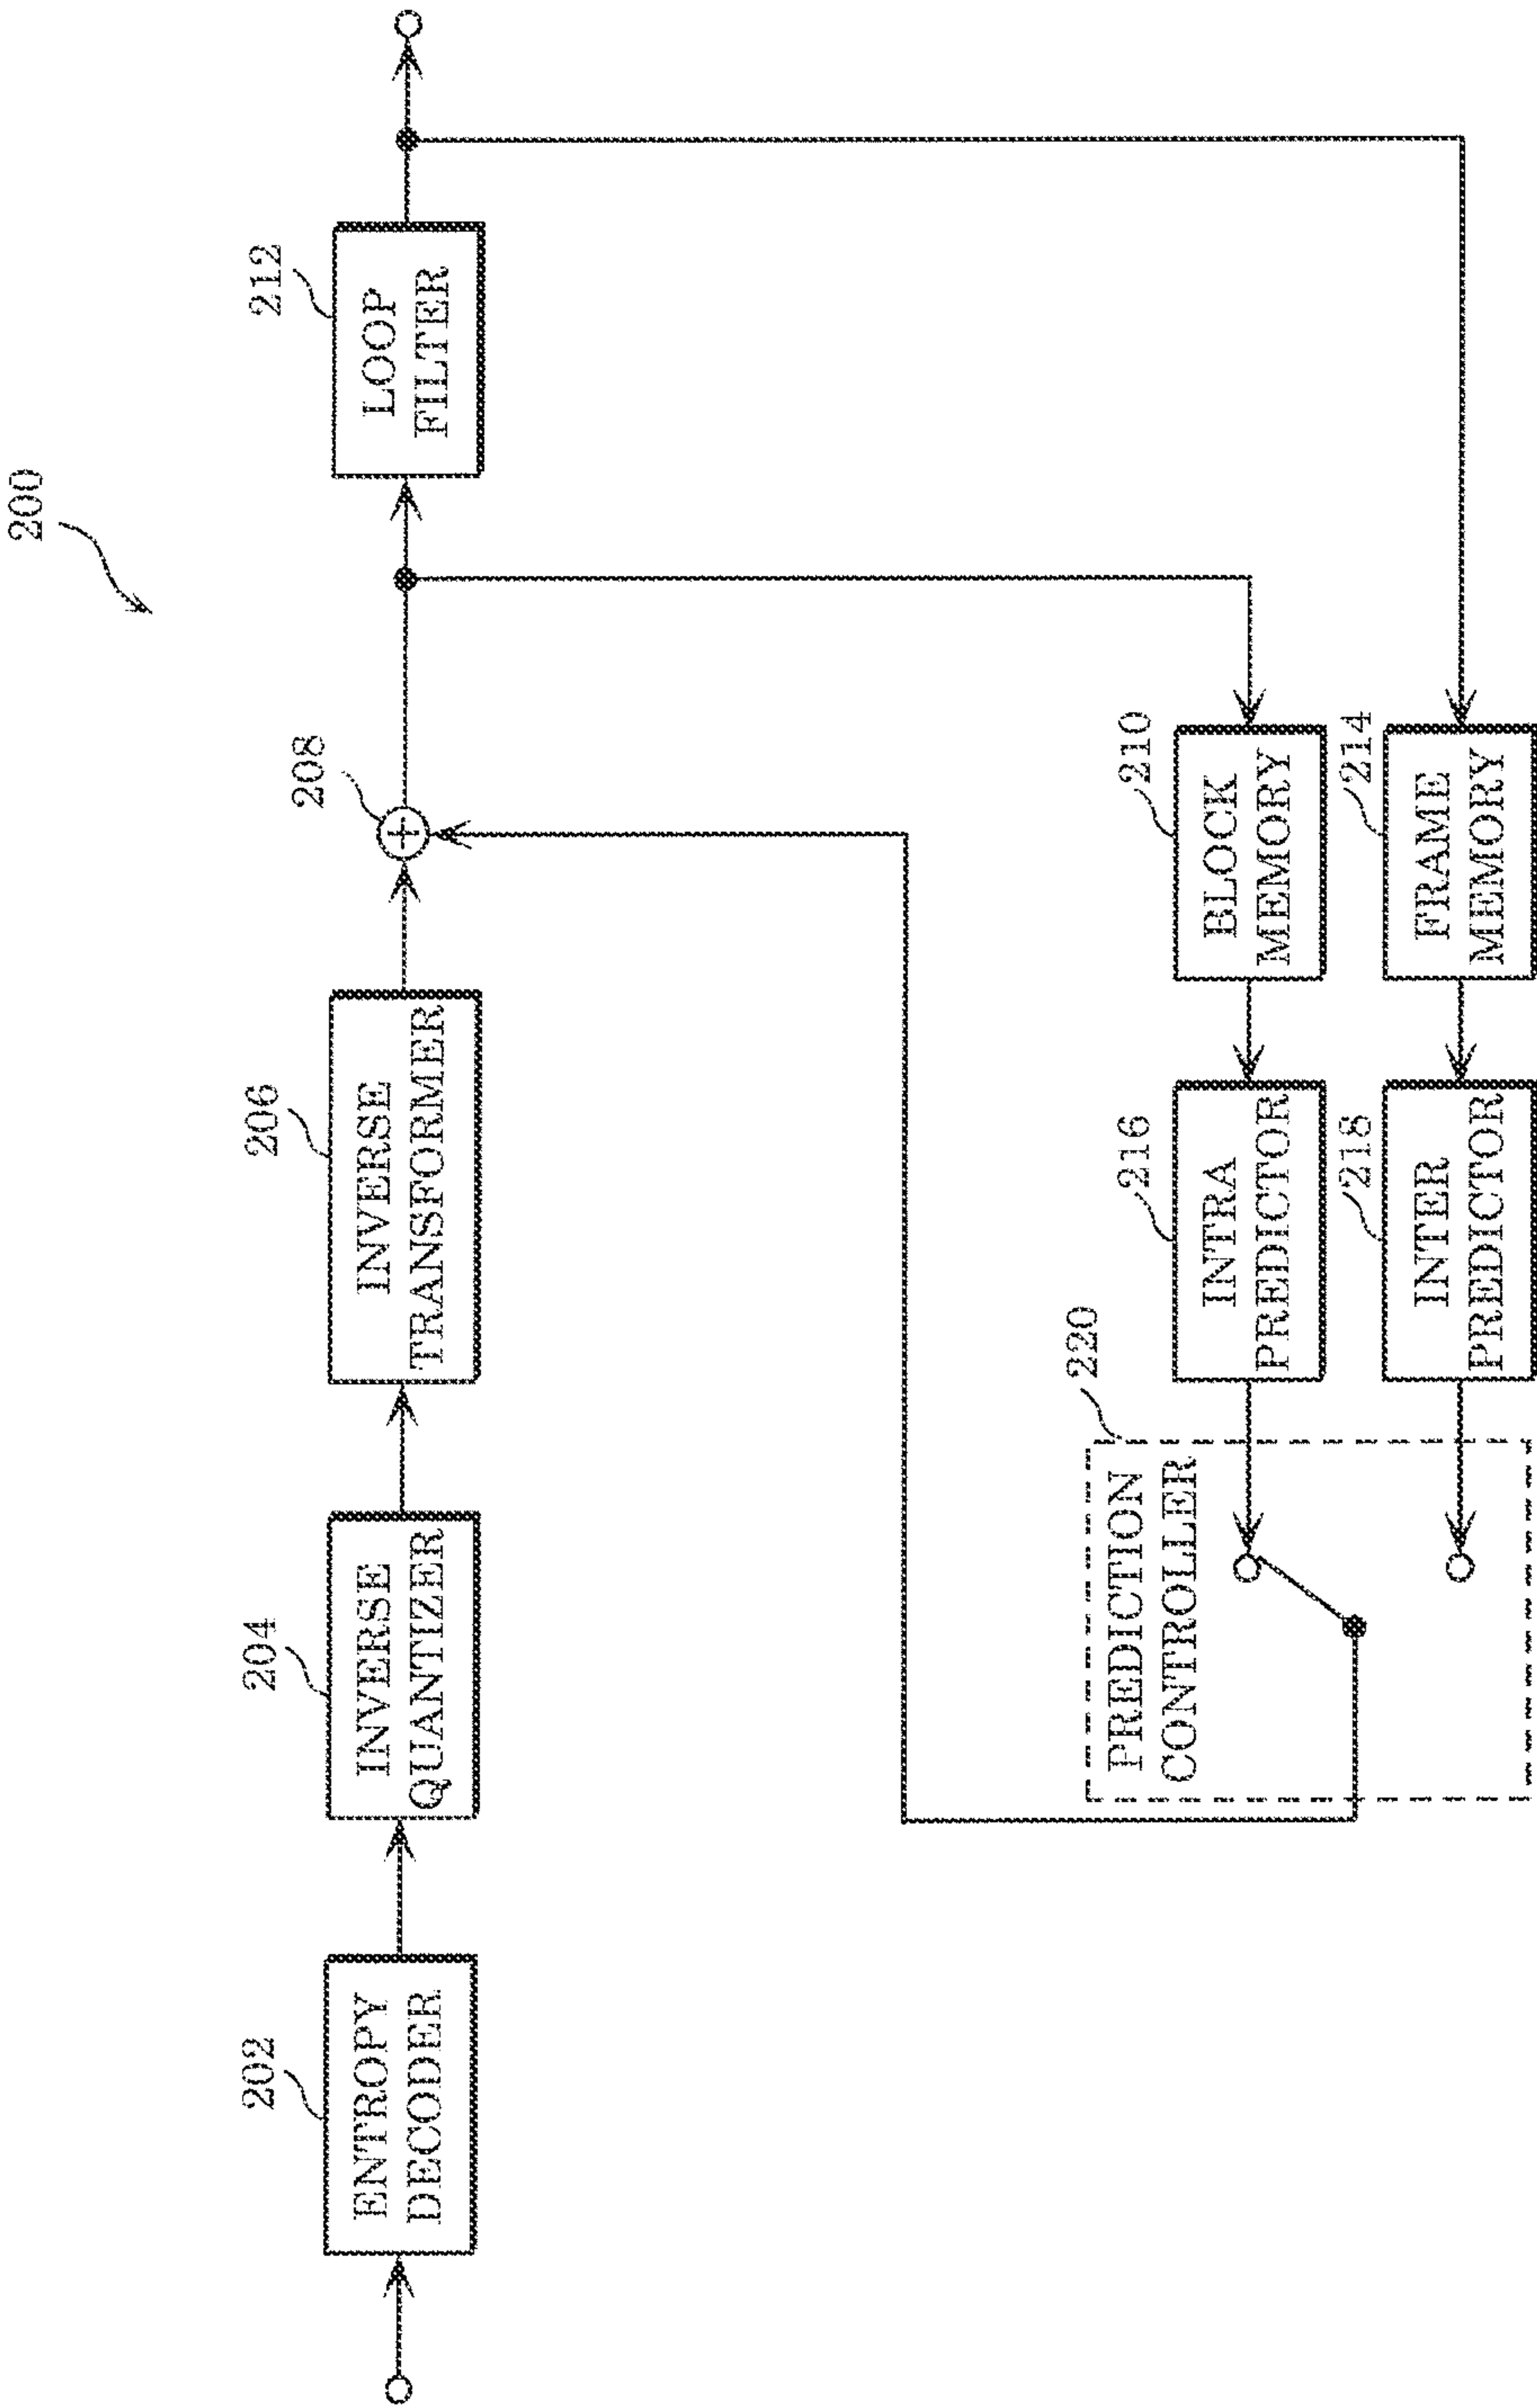 200
202
ENTROPY
DECODER
204
INVERSE
QUANTIZER
206
INVERSE
TRANSFORMER
208
212
LOOP
FILTER
220
PREDICTION
CONTROLLER
216
INTRA
PREDICTOR
210
BLOCK
MEMORY
218
INTER
PREDICTOR
214
FRAME
MEMORY